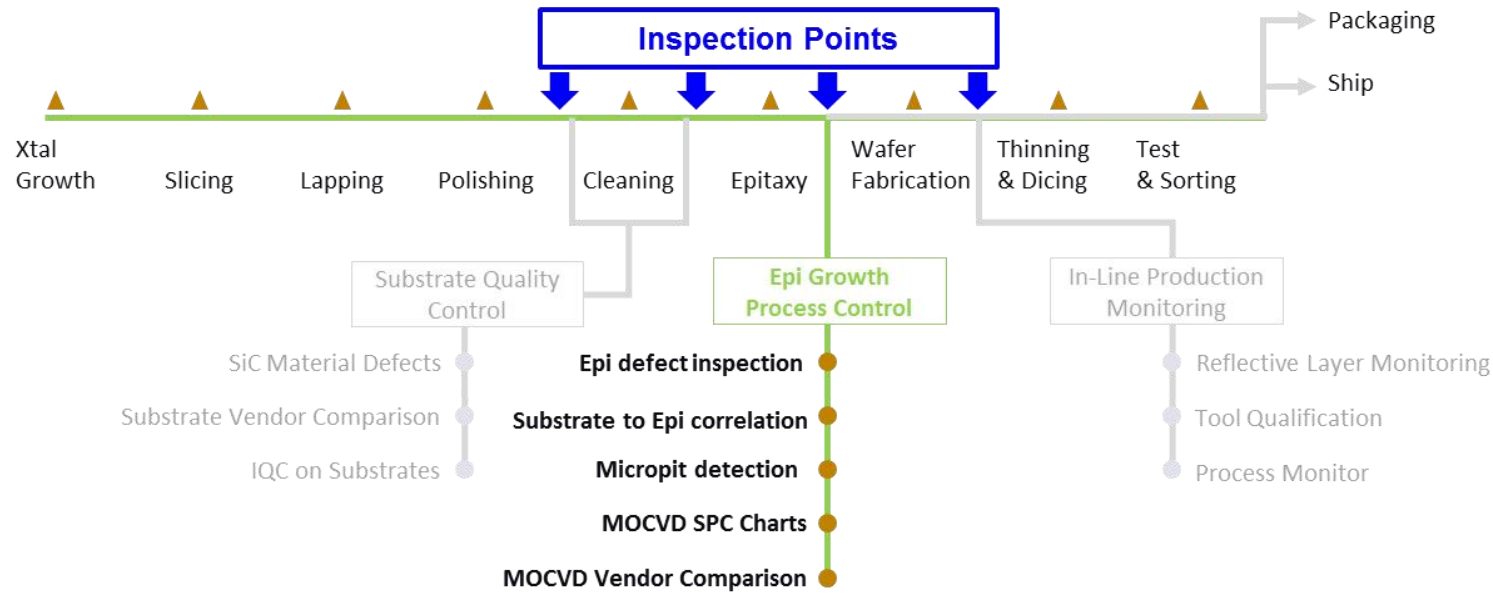 Inspection Points
Packaging
Ship
Xtal
Growth
Slicing
Lapping
Polishing
Cleaning
Epitaxy
Wafer
Fabrication
Thinning
& Dicing
Test
& Sorting
Substrate Quality
Control
SiC Material Defects
Substrate Vendor Comparison
IQC on Substrates
Epi Growth
Process Control
Epi defect inspection
Substrate to Epi correlation
Micropit detection
MOCVD SPC Charts
MOCVD Vendor Comparison
In-Line Production
Monitoring
Reflective Layer Monitoring
Tool Qualification
Process Monitor